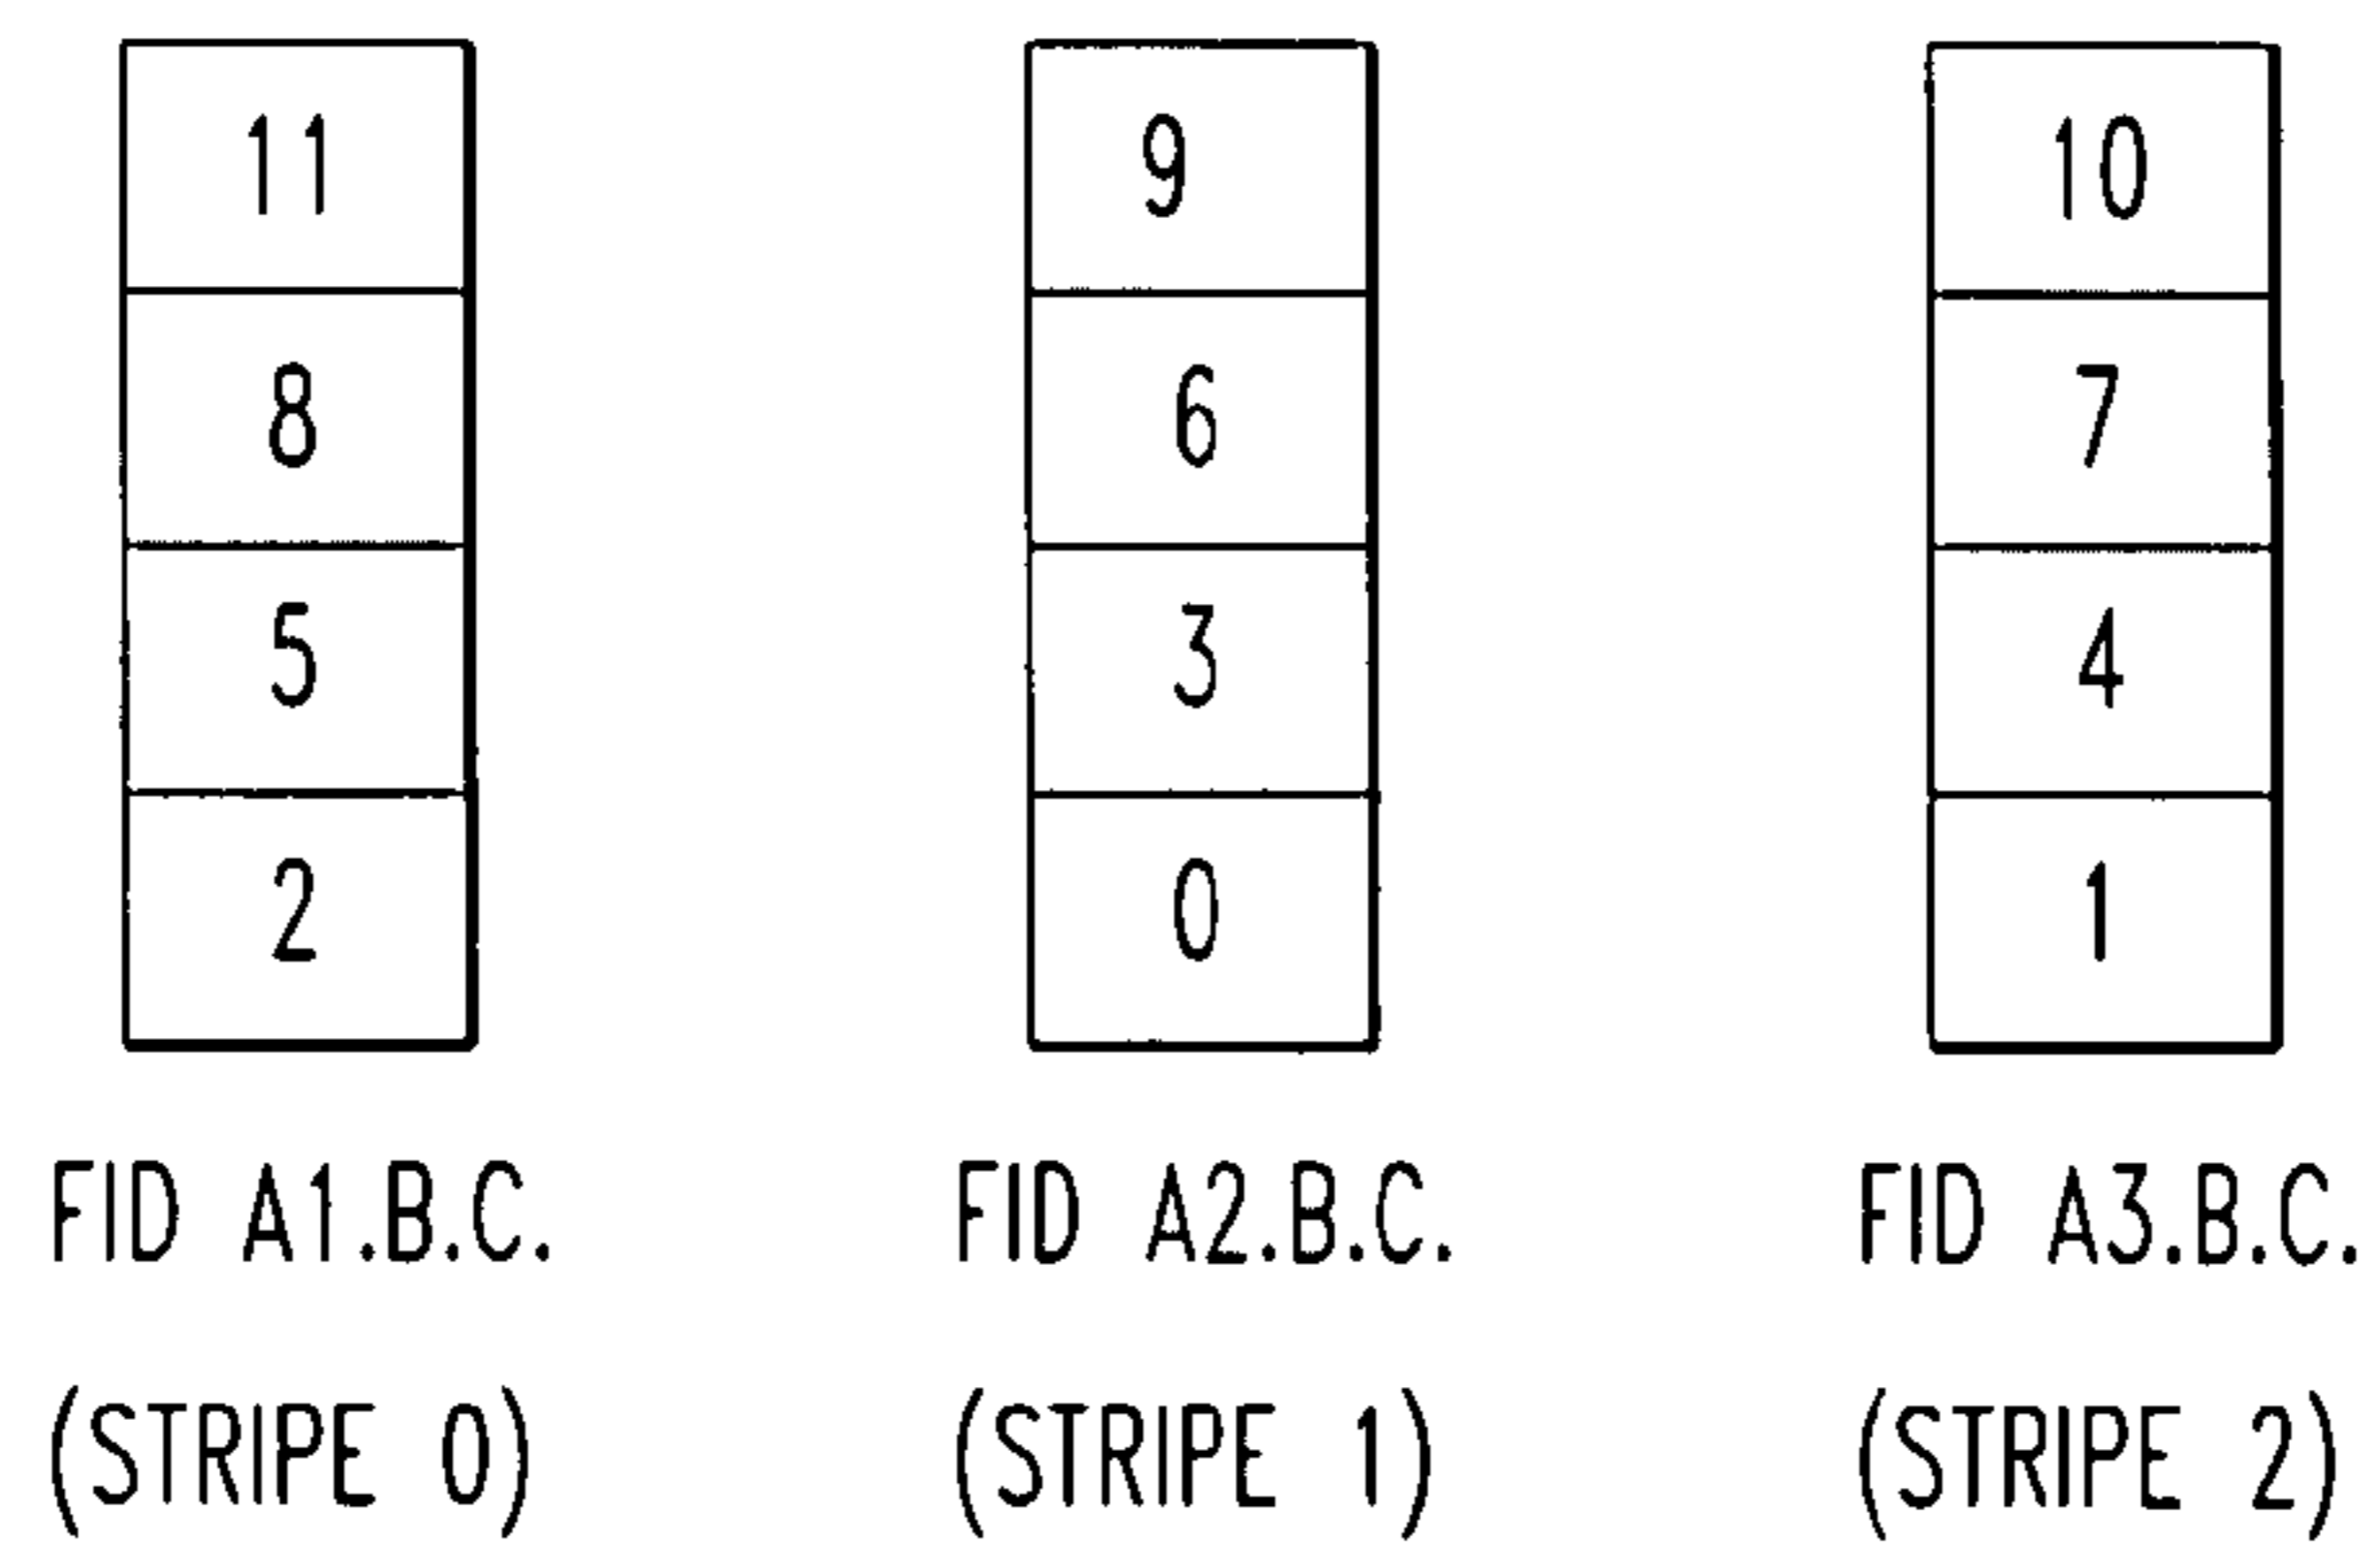 11 9 10
8 6 7
5 3 4
2 0 1
FID A1.B.C. FID A2.B.C. FID A3.B.C.
(STRIPE 0) (STRIPE 1) (STRIPE 2)